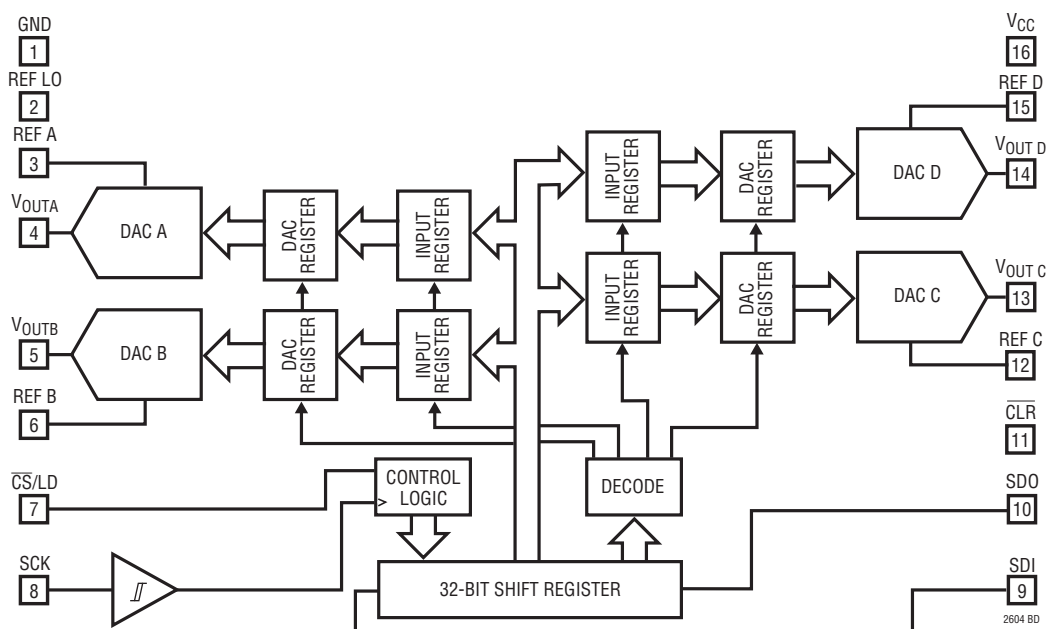 GND
1
REF LO
2
REF A
3
VOUTA
4
VOUTB
5
REF B
6
CS/LD
7
SCK
8
DAC A
DAC
REGISTER
INPUT
REGISTER
DAC B
DAC
REGISTER
INPUT
REGISTER
CONTROL
LOGIC
32-BIT SHIFT REGISTER
DECODE
INPUT
REGISTER
DAC
REGISTER
DAC D
INPUT
REGISTER
DAC
REGISTER
DAC C
VCC
16
REF D
15
VOUT D
14
VOUT C
13
REF C
12
CLR
11
SDO
10
SDI
9
2604 BD